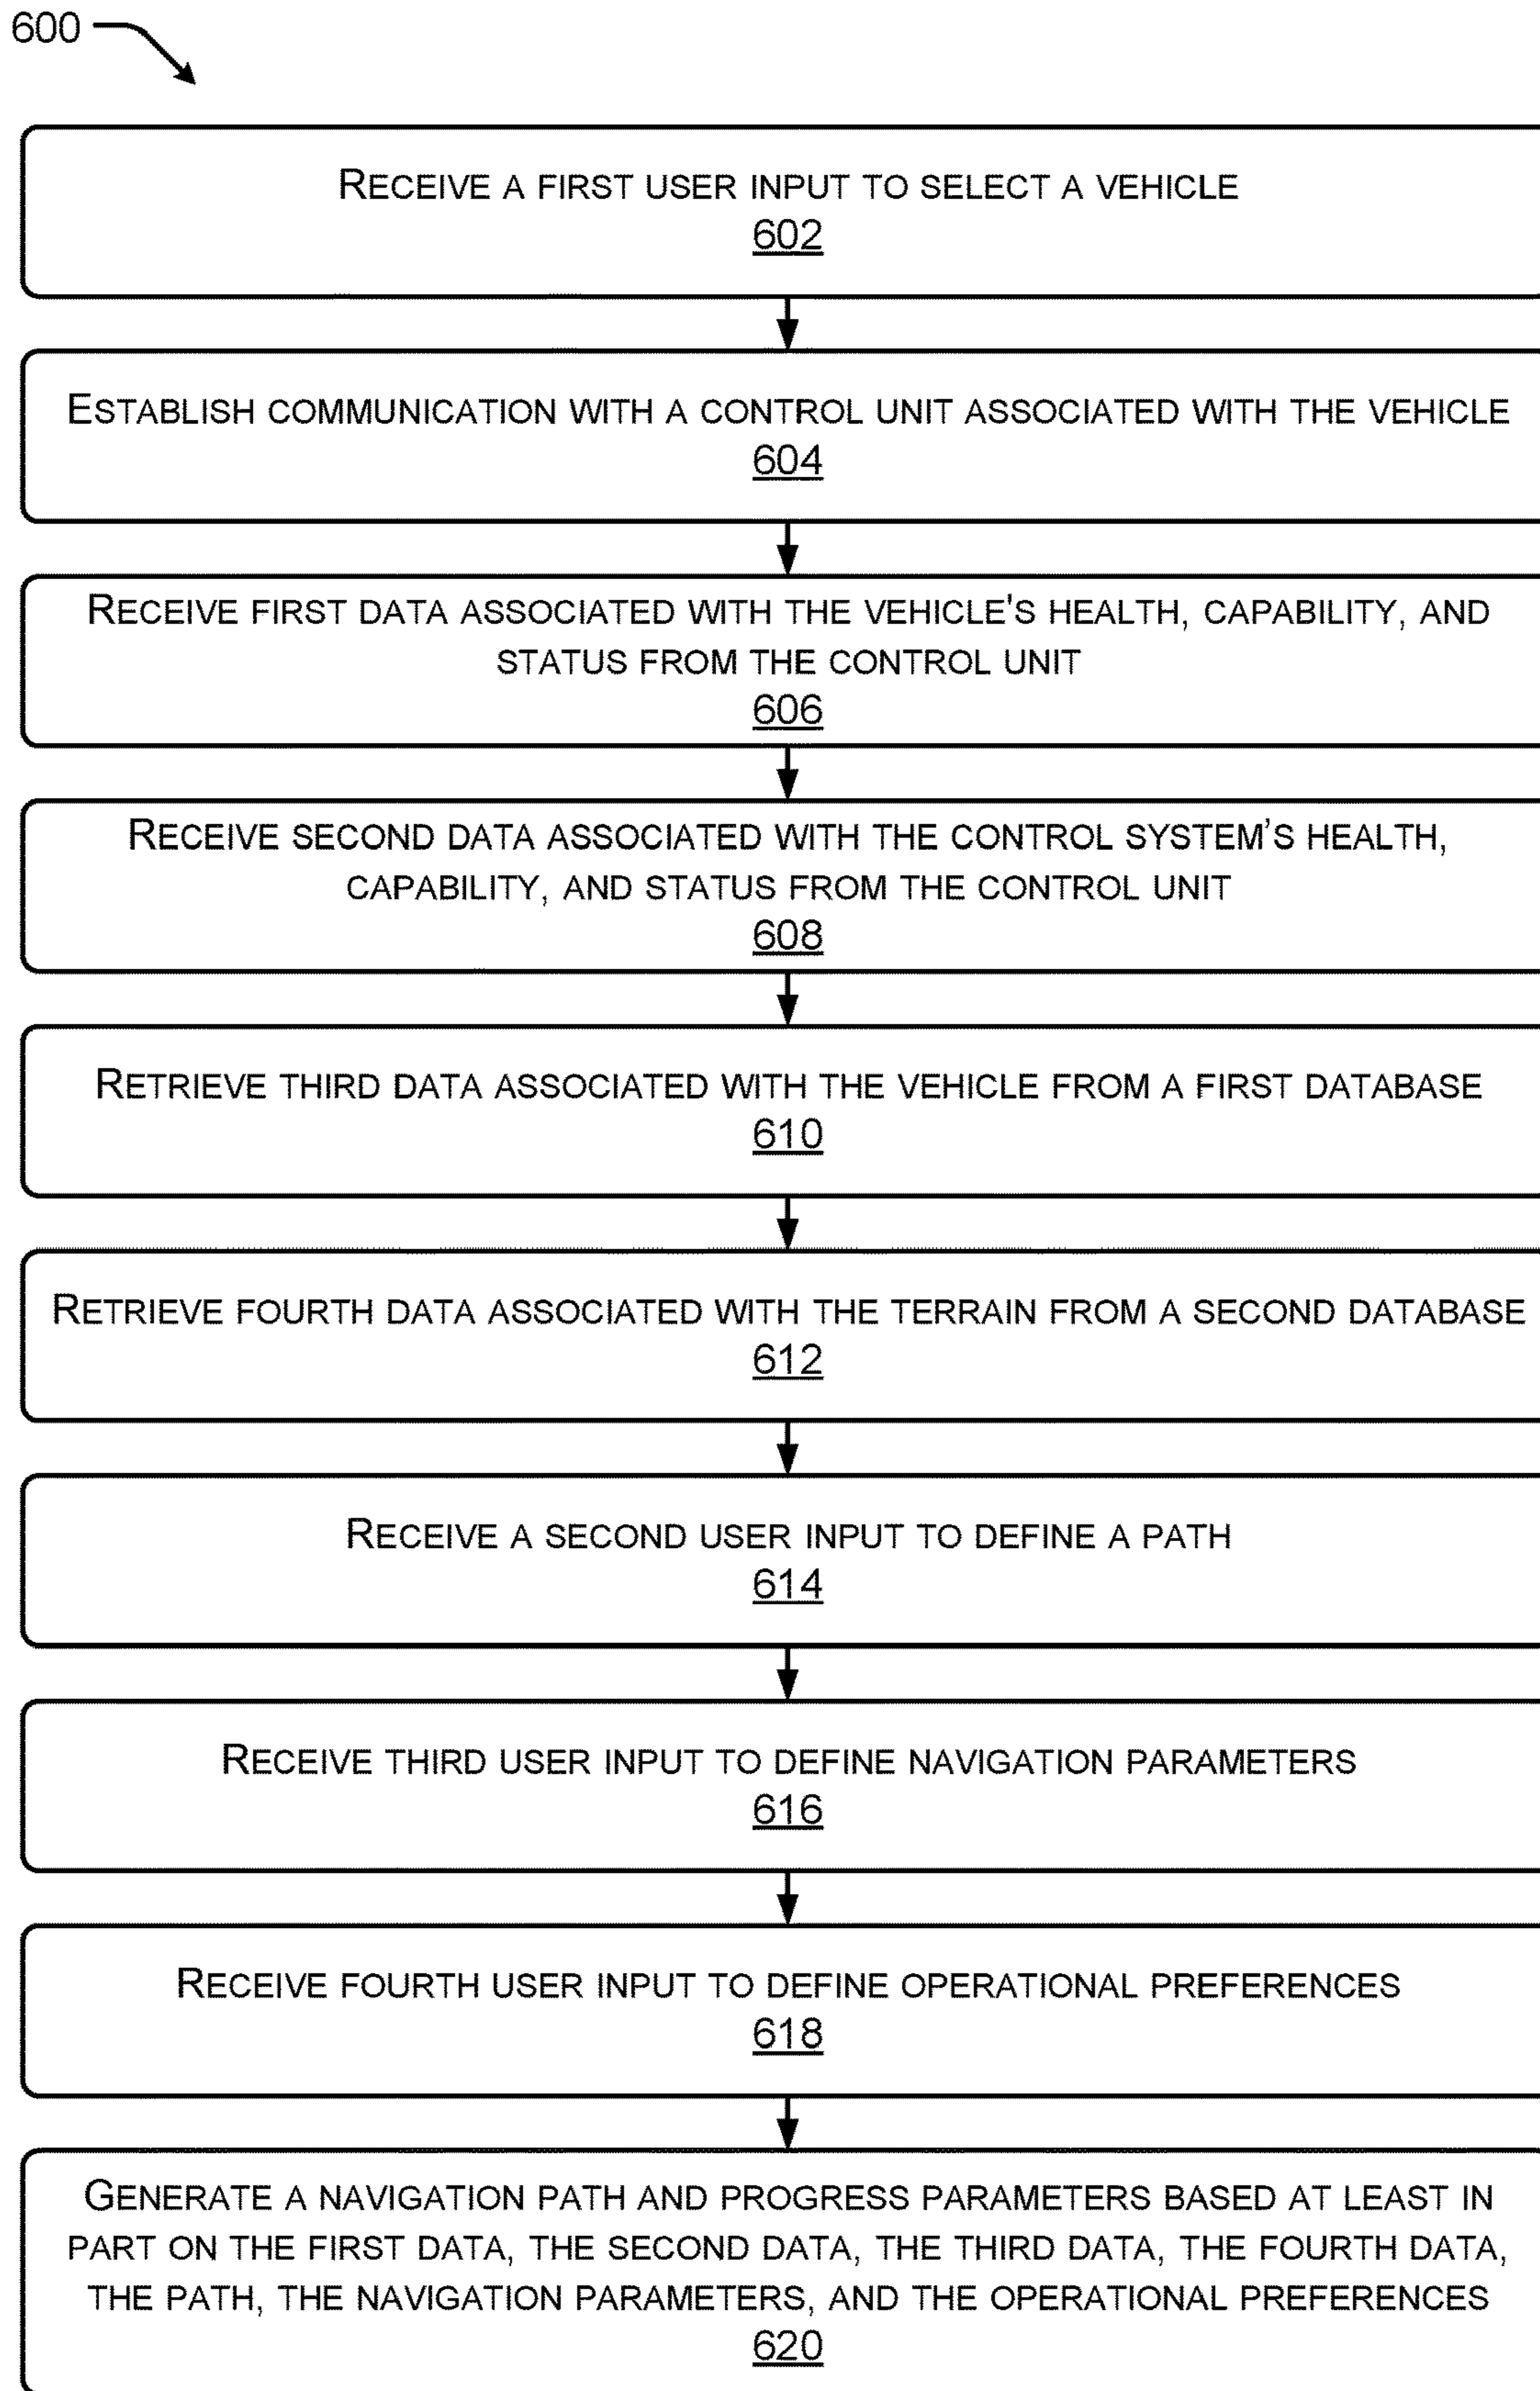 600
RECEIVE A FIRST USER INPUT TO SELECT A VEHICLE
602
ESTABLISH COMMUNICATION WITH A CONTROL UNIT ASSOCIATED WITH THE VEHICLE
604
RECEIVE FIRST DATA ASSOCIATED WITH THE VEHICLE'S HEALTH, CAPABILITY, AND
STATUS FROM THE CONTROL UNIT
606
RECEIVE SECOND DATA ASSOCIATED WITH THE CONTROL SYSTEM’S HEALTH,
CAPABILITY, AND STATUS FROM THE CONTROL UNIT
608
RETRIEVE THIRD DATA ASSOCIATED WITH THE VEHICLE FROM A FIRST DATABASE
610
RETRIEVE FOURTH DATA ASSOCIATED WITH THE TERRAIN FROM A SECOND DATABASE
612
RECEIVE A SECOND USER INPUT TO DEFINE A PATH
614
RECEIVE THIRD USER INPUT TO DEFINE NAVIGATION PARAMETERS
616
RECEIVE FOURTH USER INPUT TO DEFINE OPERATIONAL PREFERENCES
618
GENERATE A NAVIGATION PATH AND PROGRESS PARAMETERS BASED AT LEAST IN
PART ON THE FIRST DATA, THE SECOND DATA, THE THIRD DATA, THE FOURTH DATA,
THE PATH, THE NAVIGATION PARAMETERS, AND THE OPERATIONAL PREFERENCES
620